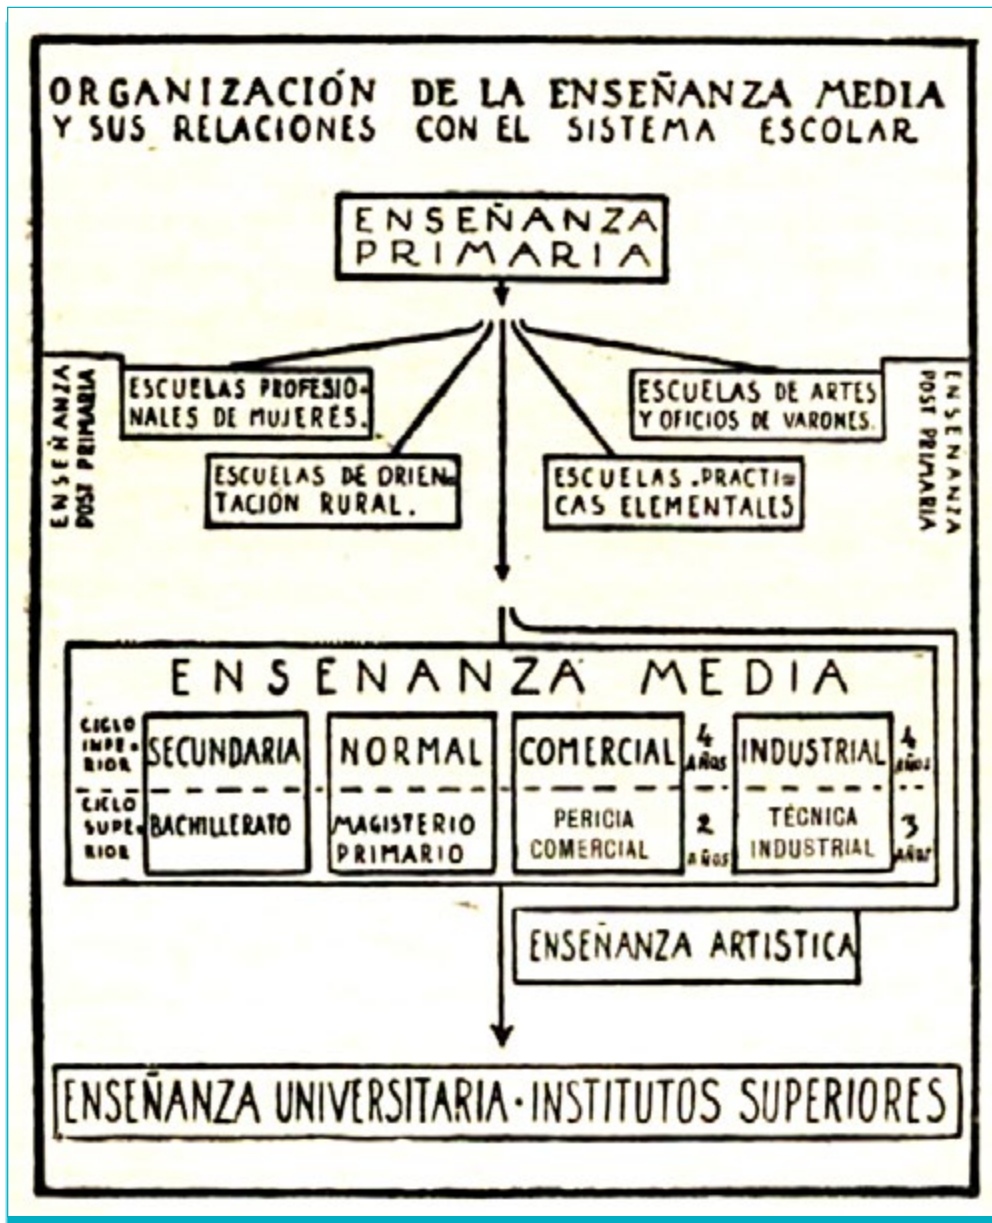 ORGANIZACIÓN DE LA ENSEÑANZA MEDIA
Y SUS RELACIONES CON EL SISTEMA ESCOLAR
ENSEÑANZA
PRIMARIA
ENSEÑANZA
POST PRIMARIA
ESCUELAS PROFESIO-
NALES DE MUJERES.
ESCUELAS DE ORIEN-
TACIÓN RURAL.
ESCUELAS DE ARTES
Y OFICIOS DE VARONES.
ESCUELAS.PRACTI-
CAS ELEMENTALES
ENSEÑANZA
POST PRIMARIA
ENSENANZA MEDIA
CICLO
INFE-
RIOR
SECUNDARIA
NORMAL
COMERCIAL
4
AÑOS
INDUSTRIAL
4
AÑOS
CICLO
SUPE-
RIOR
BACHILLERATO
MAGISTERIO
PRIMARIO
PERICIA
COMERCIAL
2
AÑOS
TÉCNICA
INDUSTRIAL
3
AÑOS
ENSEÑANZA ARTISTICA
ENSEÑANZA UNIVERSITARIA·INSTITUTOS SUPERIORES